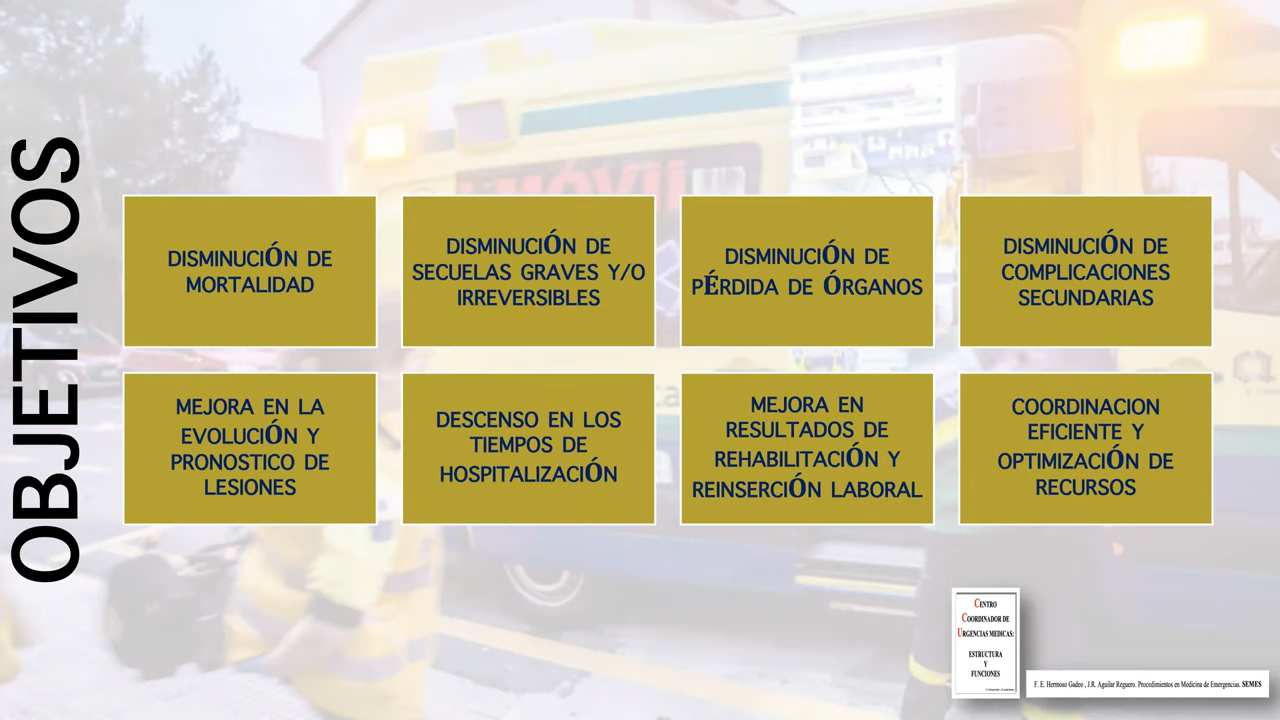 OBJETIVOS
DISMINUCIÓN DE
MORTALIDAD
DISMINUCIÓN DE
SECUELAS GRAVES Y/O
IRREVERSIBLES
DISMINUCIÓN DE
PÉRDIDA DE ÓRGANOS
DISMINUCIÓN DE
COMPLICACIONES
SECUNDARIAS
MEJORA EN LA
EVOLUCIÓN Y
PRONOSTICO DE
LESIONES
DESCENSO EN LOS
TIEMPOS DE
HOSPITALIZACIÓN
MEJORA EN
RESULTADOS DE
REHABILITACIÓN Y
REINSERCIÓN LABORAL
COORDINACION
EFICIENTE Y
OPTIMIZACIÓN DE
RECURSOS
CENTRO
COORDINADOR DE
URGENCIAS MEDICAS:
ESTRUCTURA
Y
FUNCIONES
F. E. Hermoso Gadeo , J.R. Aguilar Reguero. Procedimientos en Medicina de Emergencias. SEMES